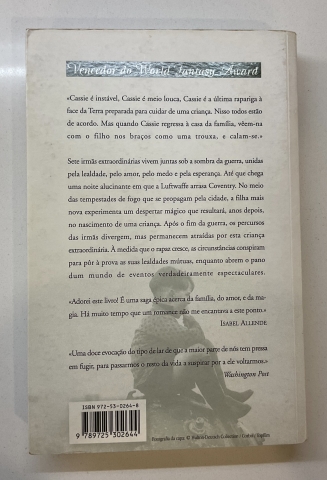 Vencedor do World Fantasy Award
«Cassie é instável, Cassie é meio louca, Cassie é a última rapariga à
face da Terra preparada para cuidar de uma criança. Nisso todos estão
de acordo. Mas quando Cassie regressa à casa da família, vêem-na
com o filho nos braços como uma trouxa, e calam-se.»
Sete irmãs extraordinárias vivem juntas sob a sombra da guerra, unidas
pela lealdade, pelo amor, pelo medo e pela esperança. Até que chega
uma noite alucinante em que a Luftwaffe arrasa Coventry. No meio
das tempestades de fogo que se propagam pela cidade, a filha mais
nova experimenta um despertar mágico que resultará, anos depois,
no nascimento de uma criança. Após o fim da guerra, os percursos
das irmãs divergem, mas permanecem atraídas por esta criança
extraordinária. À medida que o rapaz cresce, as circunstâncias conspiram
para pôr à prova as suas lealdades mútuas, enquanto abrem o pano
dum mundo de eventos verdadeiramente espectaculares.
«Adorei este livro! É uma saga épica acerca da família, do amor, e da ma-
gia. Há muito tempo que um romance não me encantava a este ponto.»
ISABEL ALLENDE
«Uma doce evocação do tipo de lar de que a maior parte de nós tem pressa
em fugir, para passarmos o resto da vida a suspirar por a ele voltarmos.»
Washington Post
ISBN 972-53-0264-8
9 789725 302644
Fotografia da capa: © Hulton-Deutsch Collection / Corbis